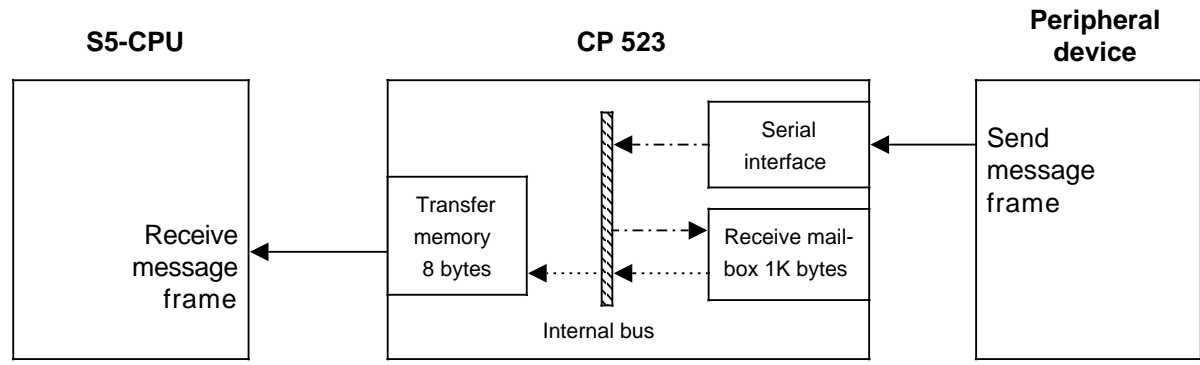 S5-CPU
CP 523
Peripheral
device
Serial
interface
Send
message
frame
Transfer
memory
8 bytes
Receive mail-
box 1K bytes
Receive
message
frame
Internal bus